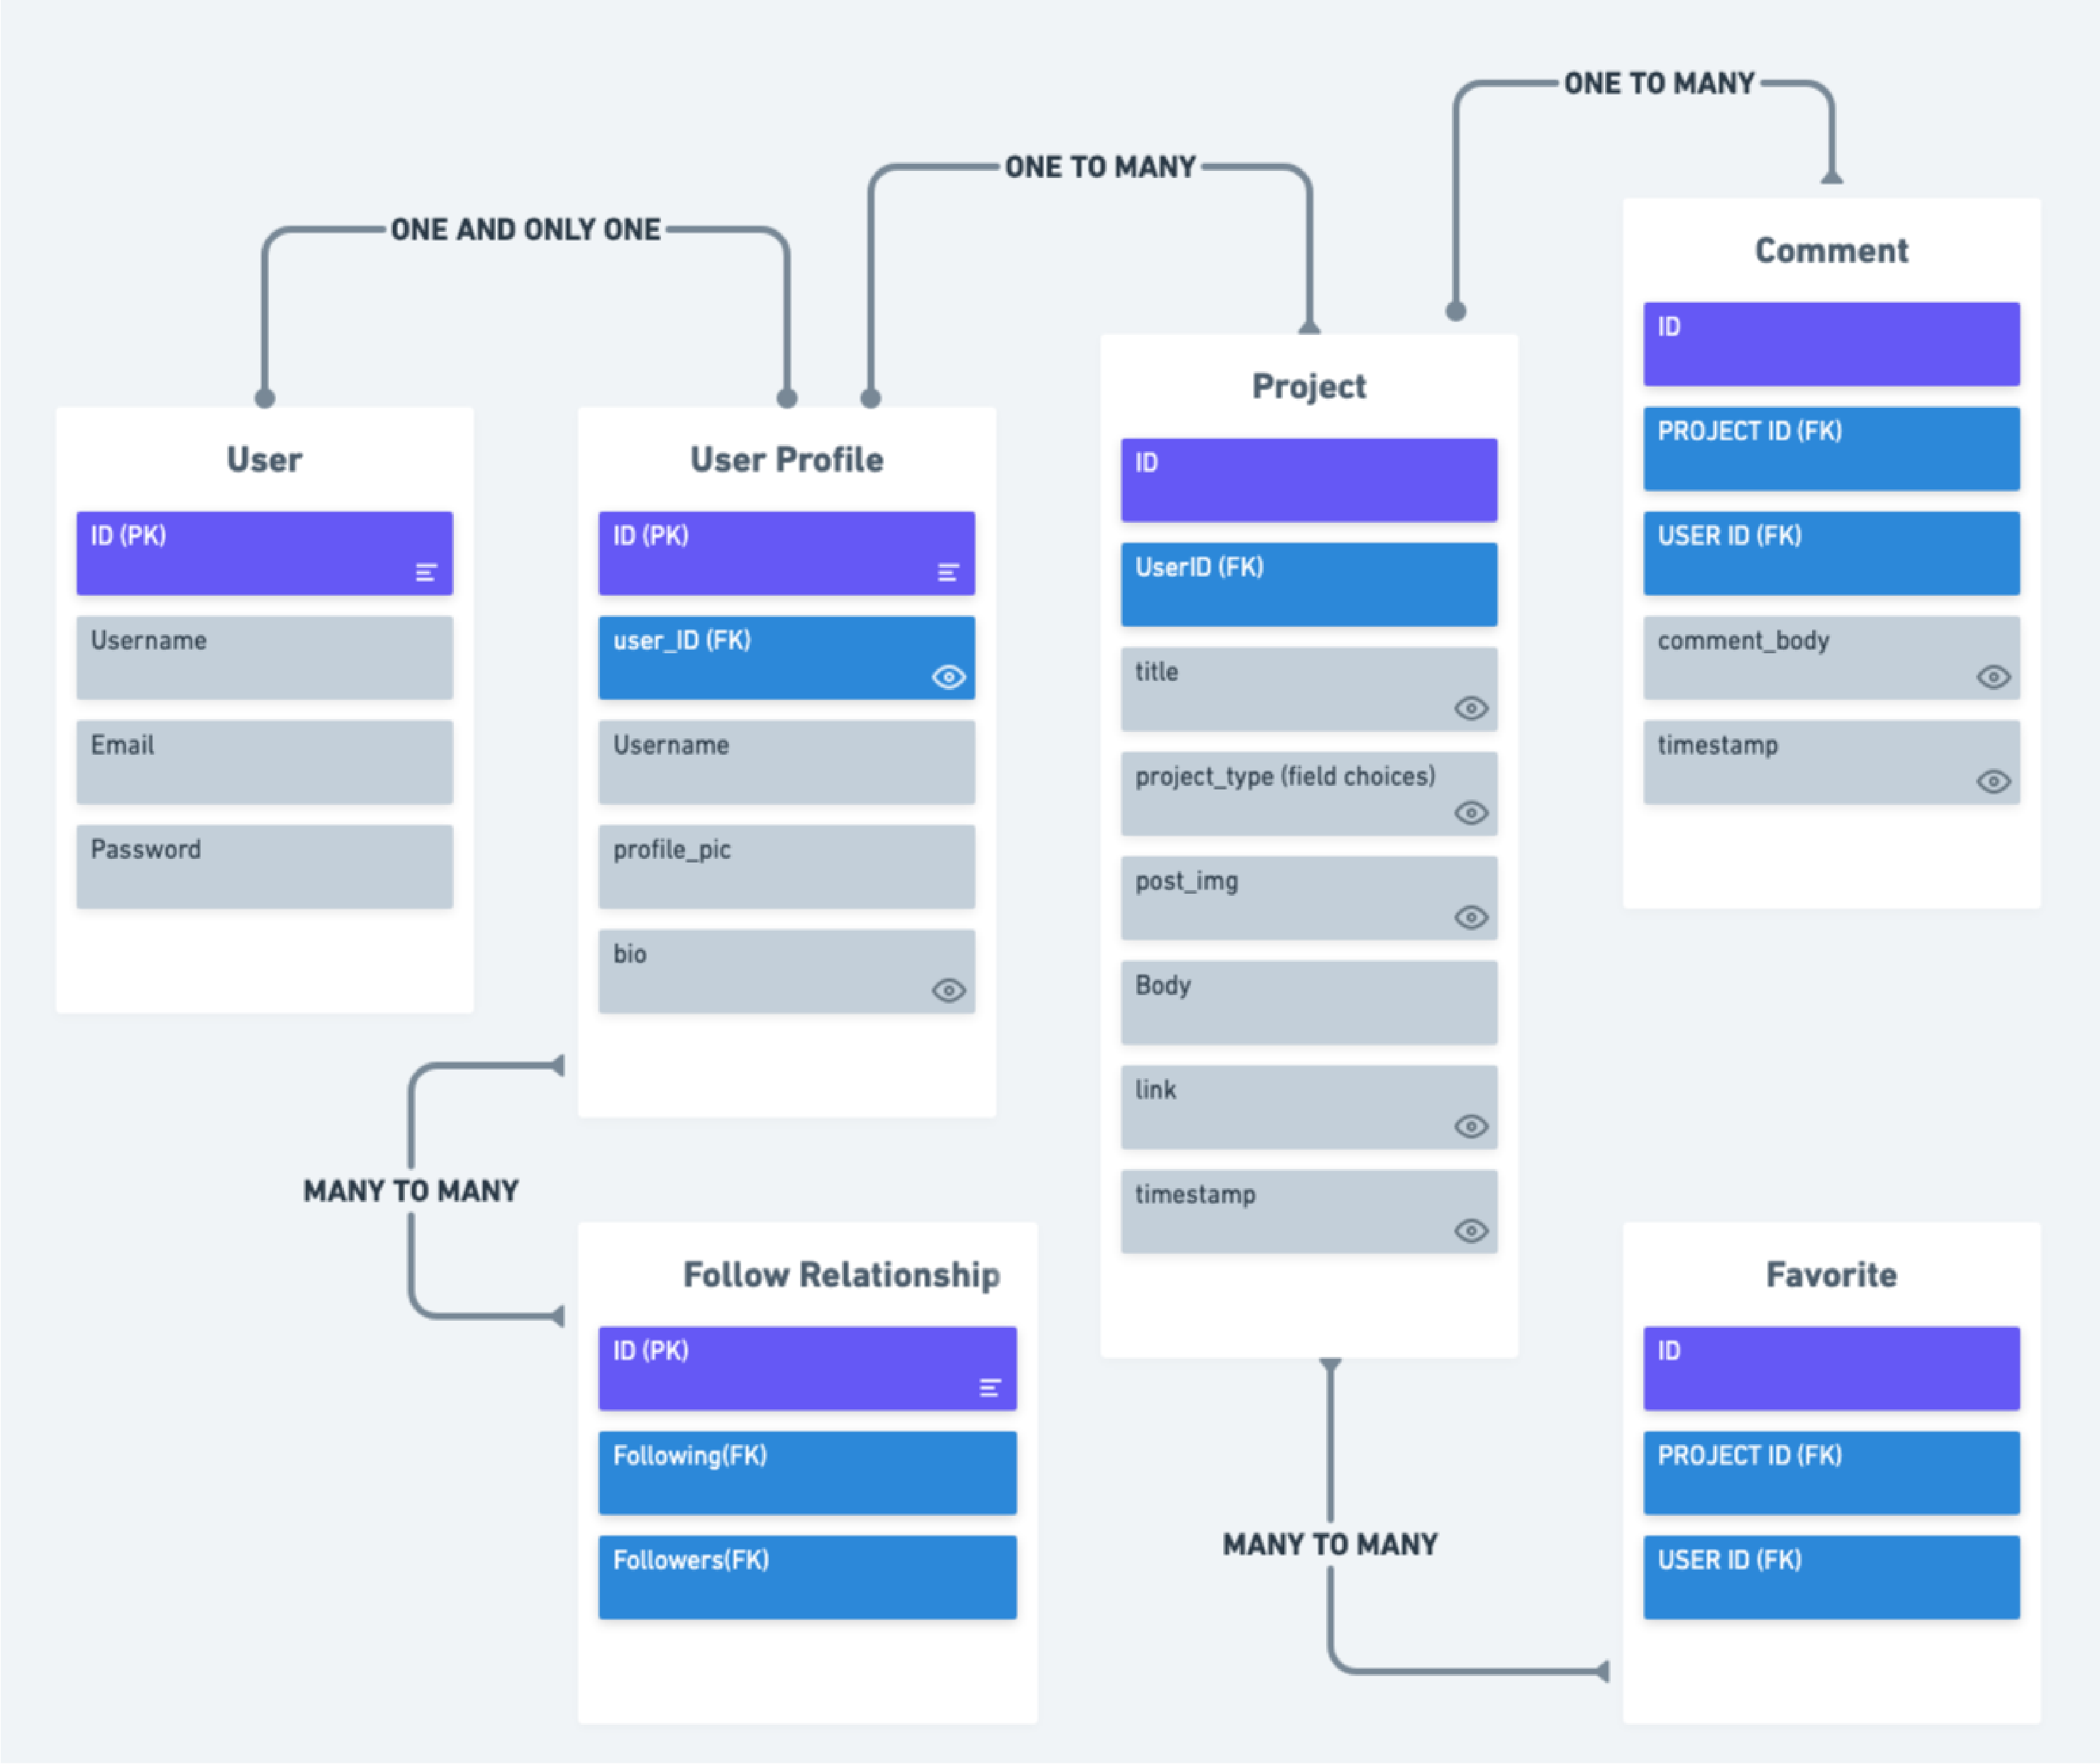 ONE TO MANY
ONE TO MANY
ONE AND ONLY ONE
User
ID (PK)
Username
Email
Password
User Profile
ID (PK)
user_ID (FK)
Username
profile_pic
bio
Project
ID
UserID (FK)
title
project_type (field choices)
post_img
Body
link
timestamp
Comment
ID
PROJECT ID (FK)
USER ID (FK)
comment_body
timestamp
MANY TO MANY
Follow Relationship
ID (PK)
Following(FK)
Followers(FK)
MANY TO MANY
Favorite
ID
PROJECT ID (FK)
USER ID (FK)